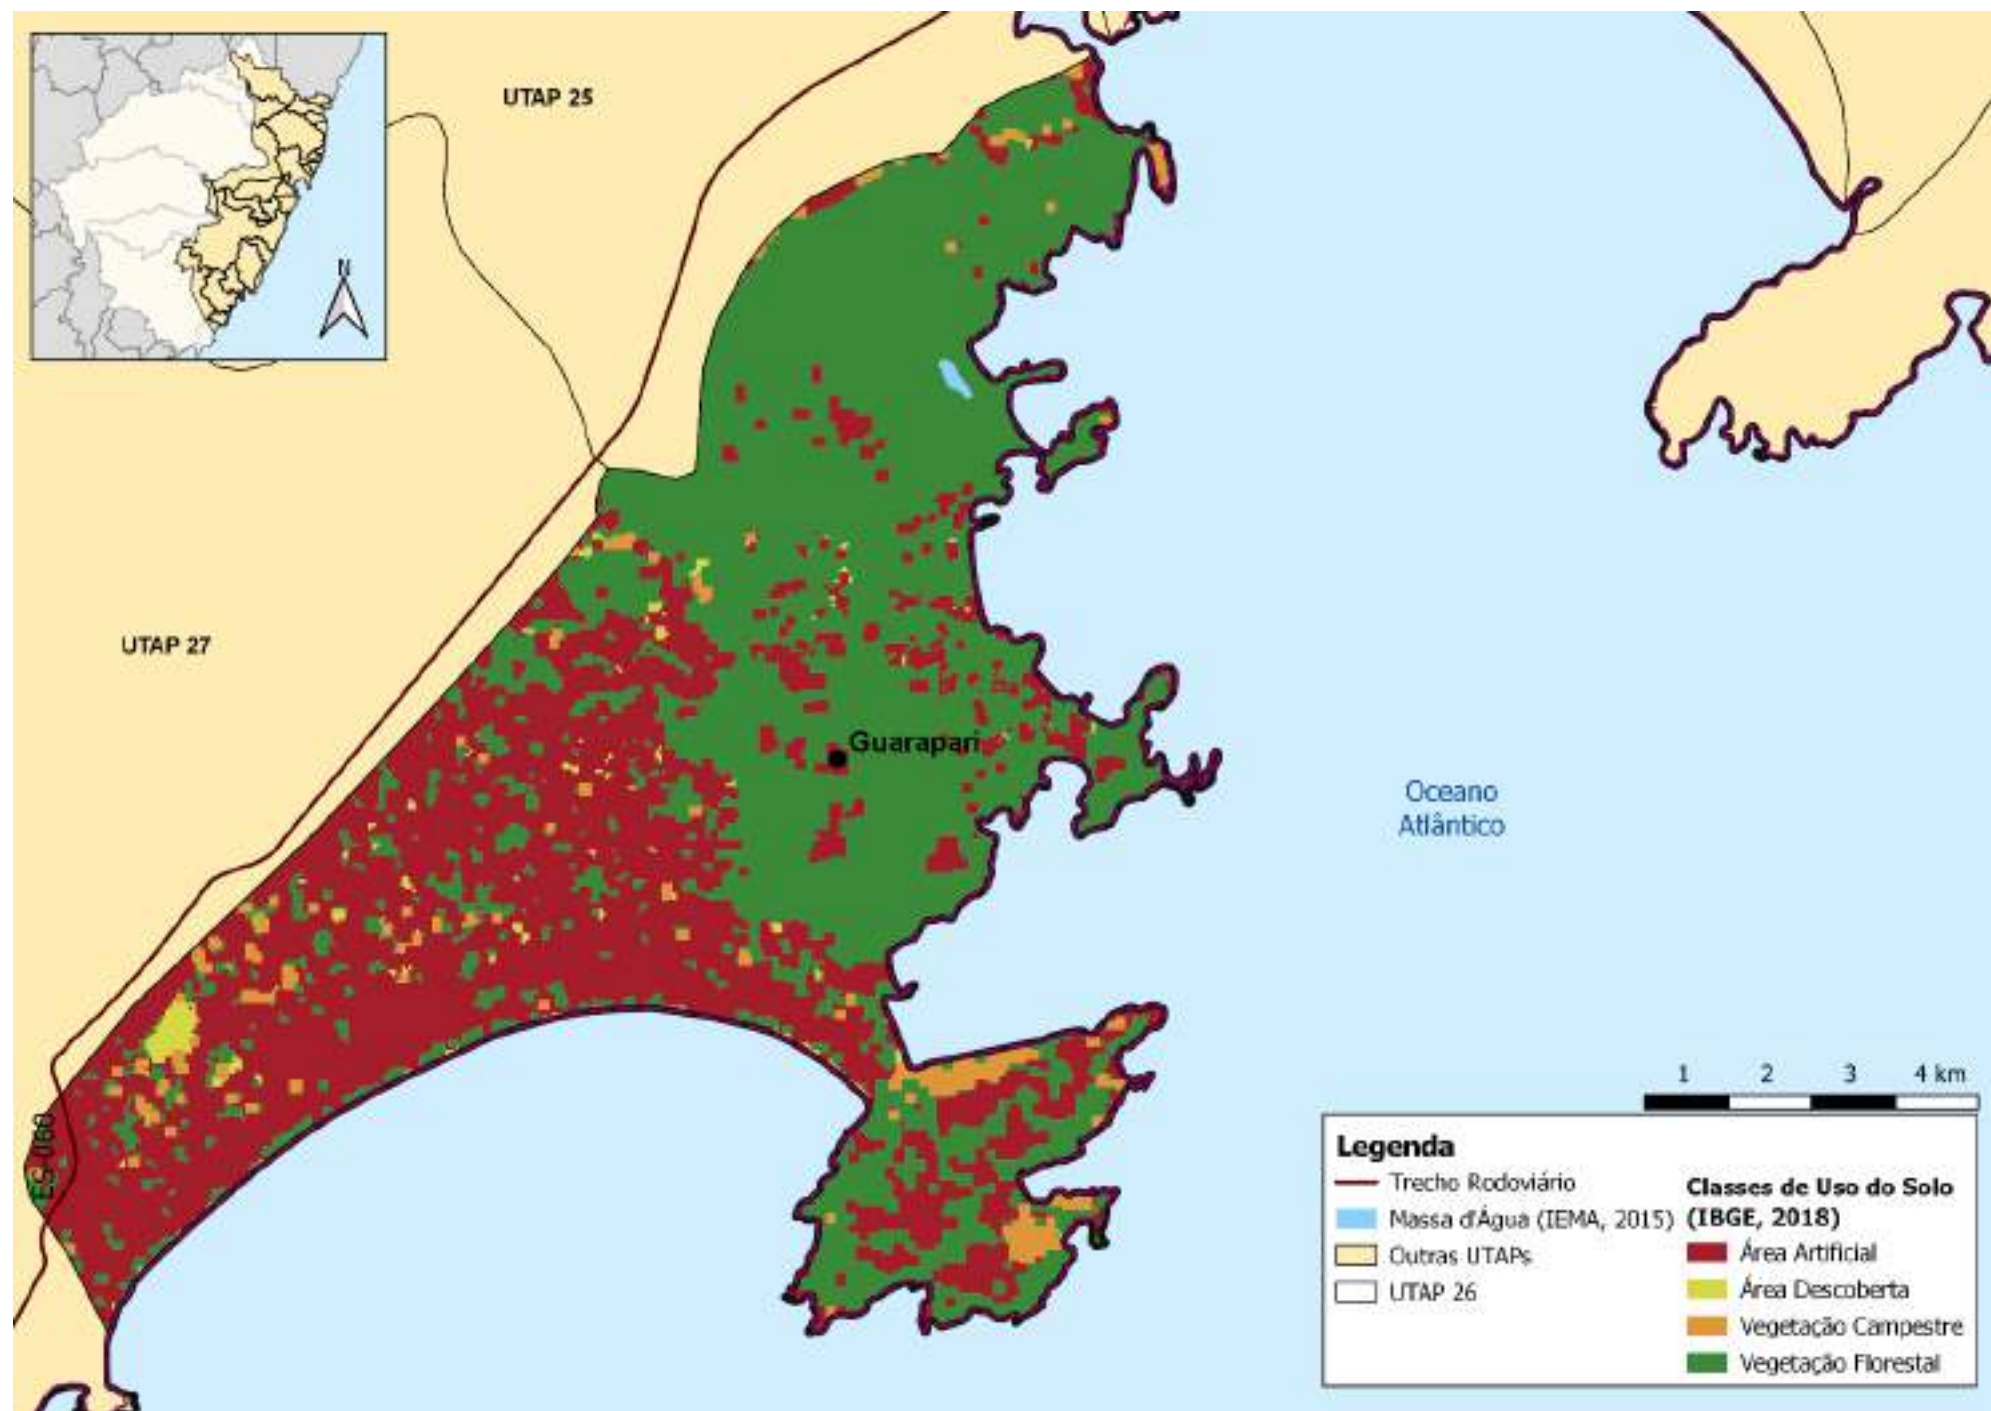 UTAP 25
N
UTAP 27
Guarapari
Oceano
Atlântico
ES-060
1 2 3 4 km
Legenda
Trecho Rodoviário
Massa d'Água (IEMA, 2015)
Outras UTAPs
UTAP 26
Classes de Uso do Solo
(IBGE, 2018)
Área Artificial
Área Descoberta
Vegetação Campestre
Vegetação Florestal